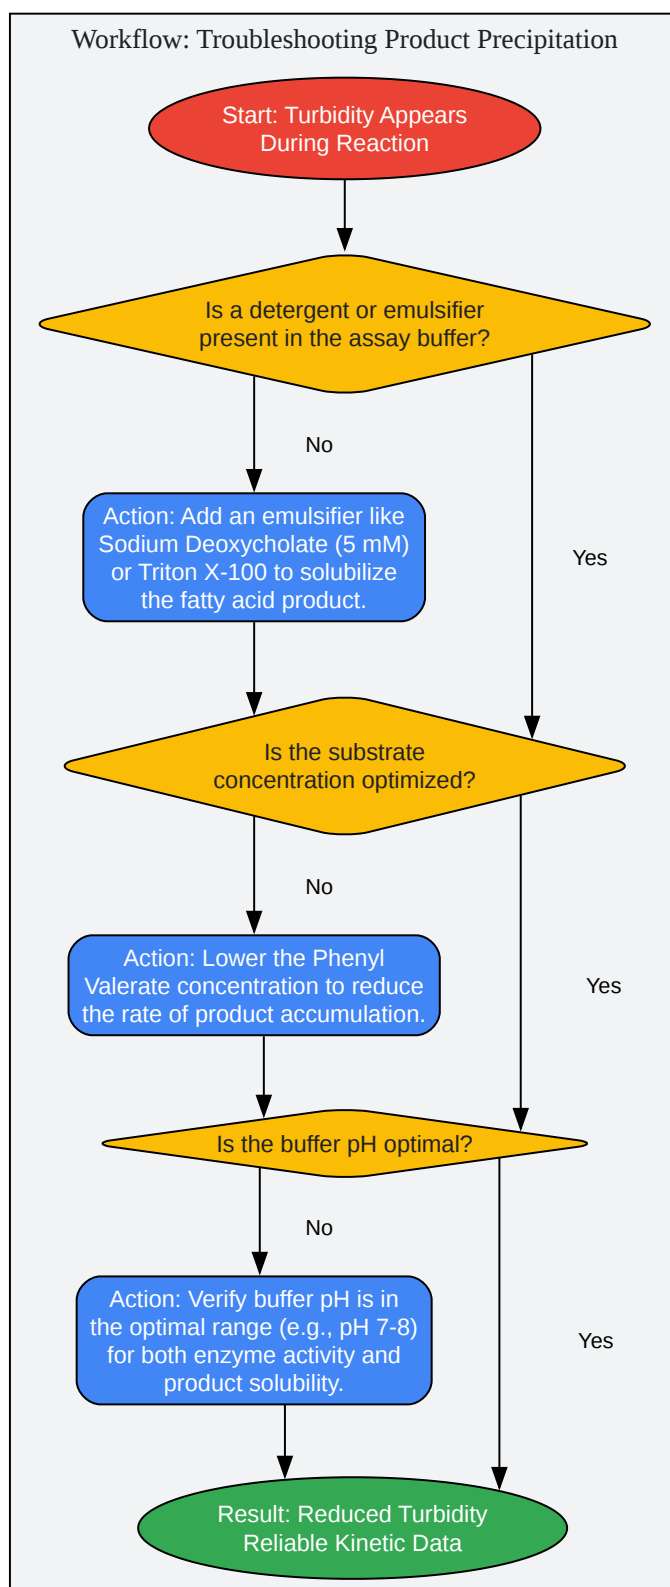 Workflow: Troubleshooting Product Precipitation
Start: Turbidity Appears
During Reaction
Is a detergent or emulsifier
present in the assay buffer?
No
Action: Add an emulsifier like
Sodium Deoxycholate (5 mM)
or Triton X-100 to solubilize
the fatty acid product.
Yes
Is the substrate
concentration optimized?
No
Action: Lower the Phenyl
Valerate concentration to reduce
the rate of product accumulation.
Yes
Is the buffer pH optimal?
No
Action: Verify buffer pH is in
the optimal range (e.g., pH 7-8)
for both enzyme activity and
product solubility.
Yes
Result: Reduced Turbidity
Reliable Kinetic Data